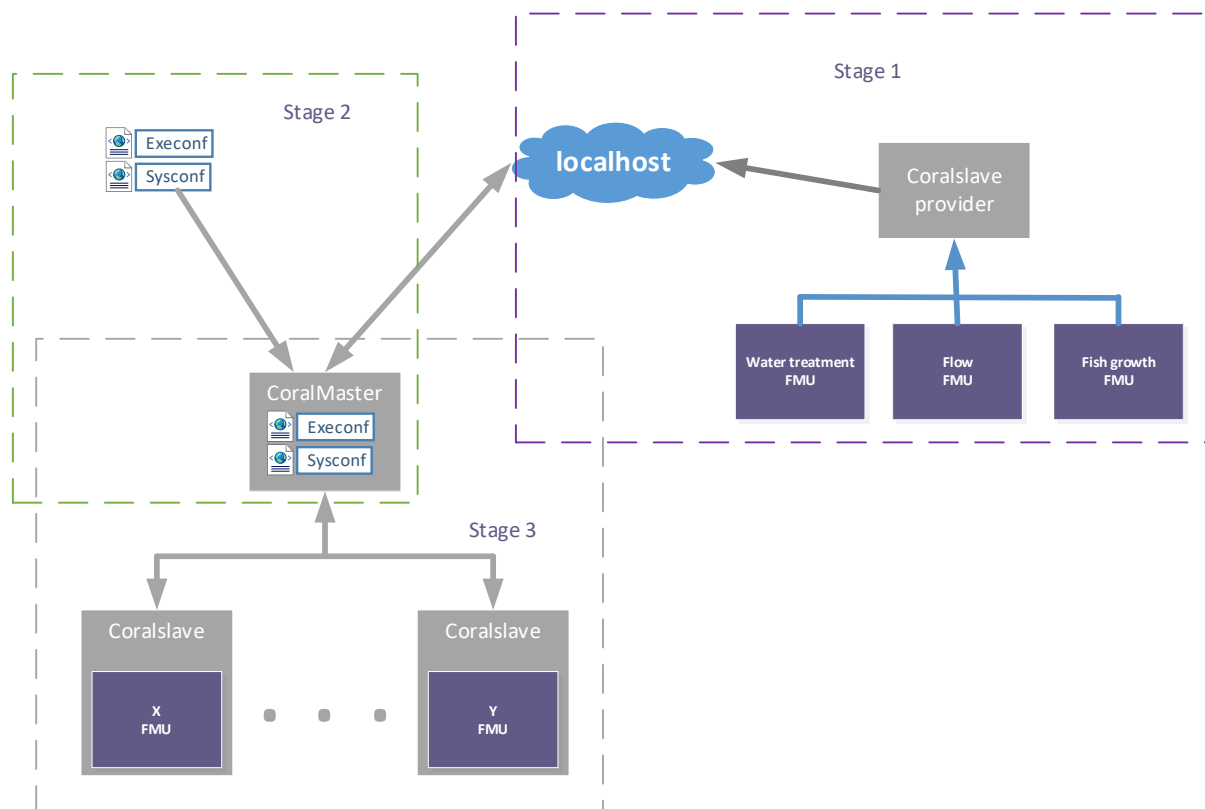 Stage 1
Stage 2
Execonf
Sysconf
localhost
Coralslave
provider
Water treatment
FMU
Flow
FMU
Fish growth
FMU
CoralMaster
Execonf
Sysconf
Stage 3
Coralslave
X
FMU
Coralslave
Y
FMU